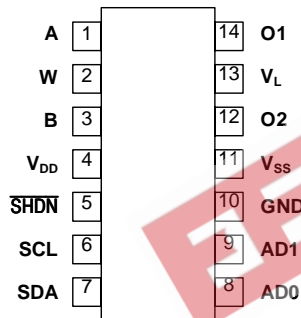 A 1 14 O1
W 2 13 VL
B 3 12 O2
VDD 4 11 VSS
SHDN 5 10 GND
SCL 6 9 AD1
SDA 7 8 AD0